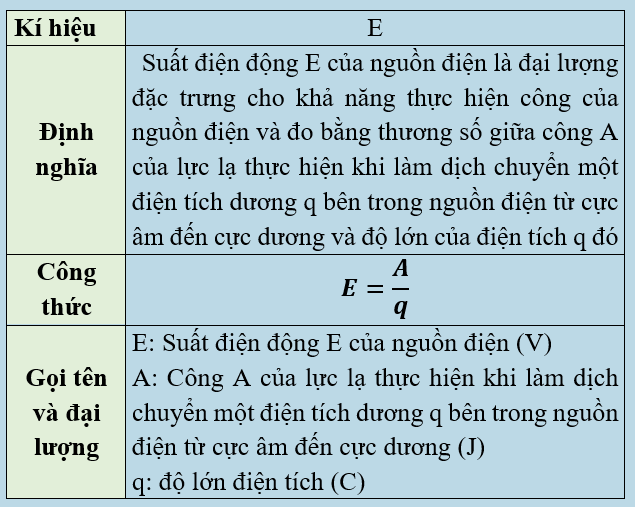 Kí hiệu
E
Định
nghĩa
Suất điện động E của nguồn điện là đại lượng
đặc trưng cho khả năng thực hiện công của
nguồn điện và đo bằng thương số giữa công A
của lực lạ thực hiện khi làm dịch chuyển một
điện tích dương q bên trong nguồn điện từ cực
âm đến cực dương và độ lớn của điện tích q đó
Công
thức
E = A/q
Gọi tên
và đại
lượng
E: Suất điện động E của nguồn điện (V)
A: Công A của lực lạ thực hiện khi làm dịch
chuyển một điện tích dương q bên trong nguồn
điện từ cực âm đến cực dương (J)
q: độ lớn điện tích (C)